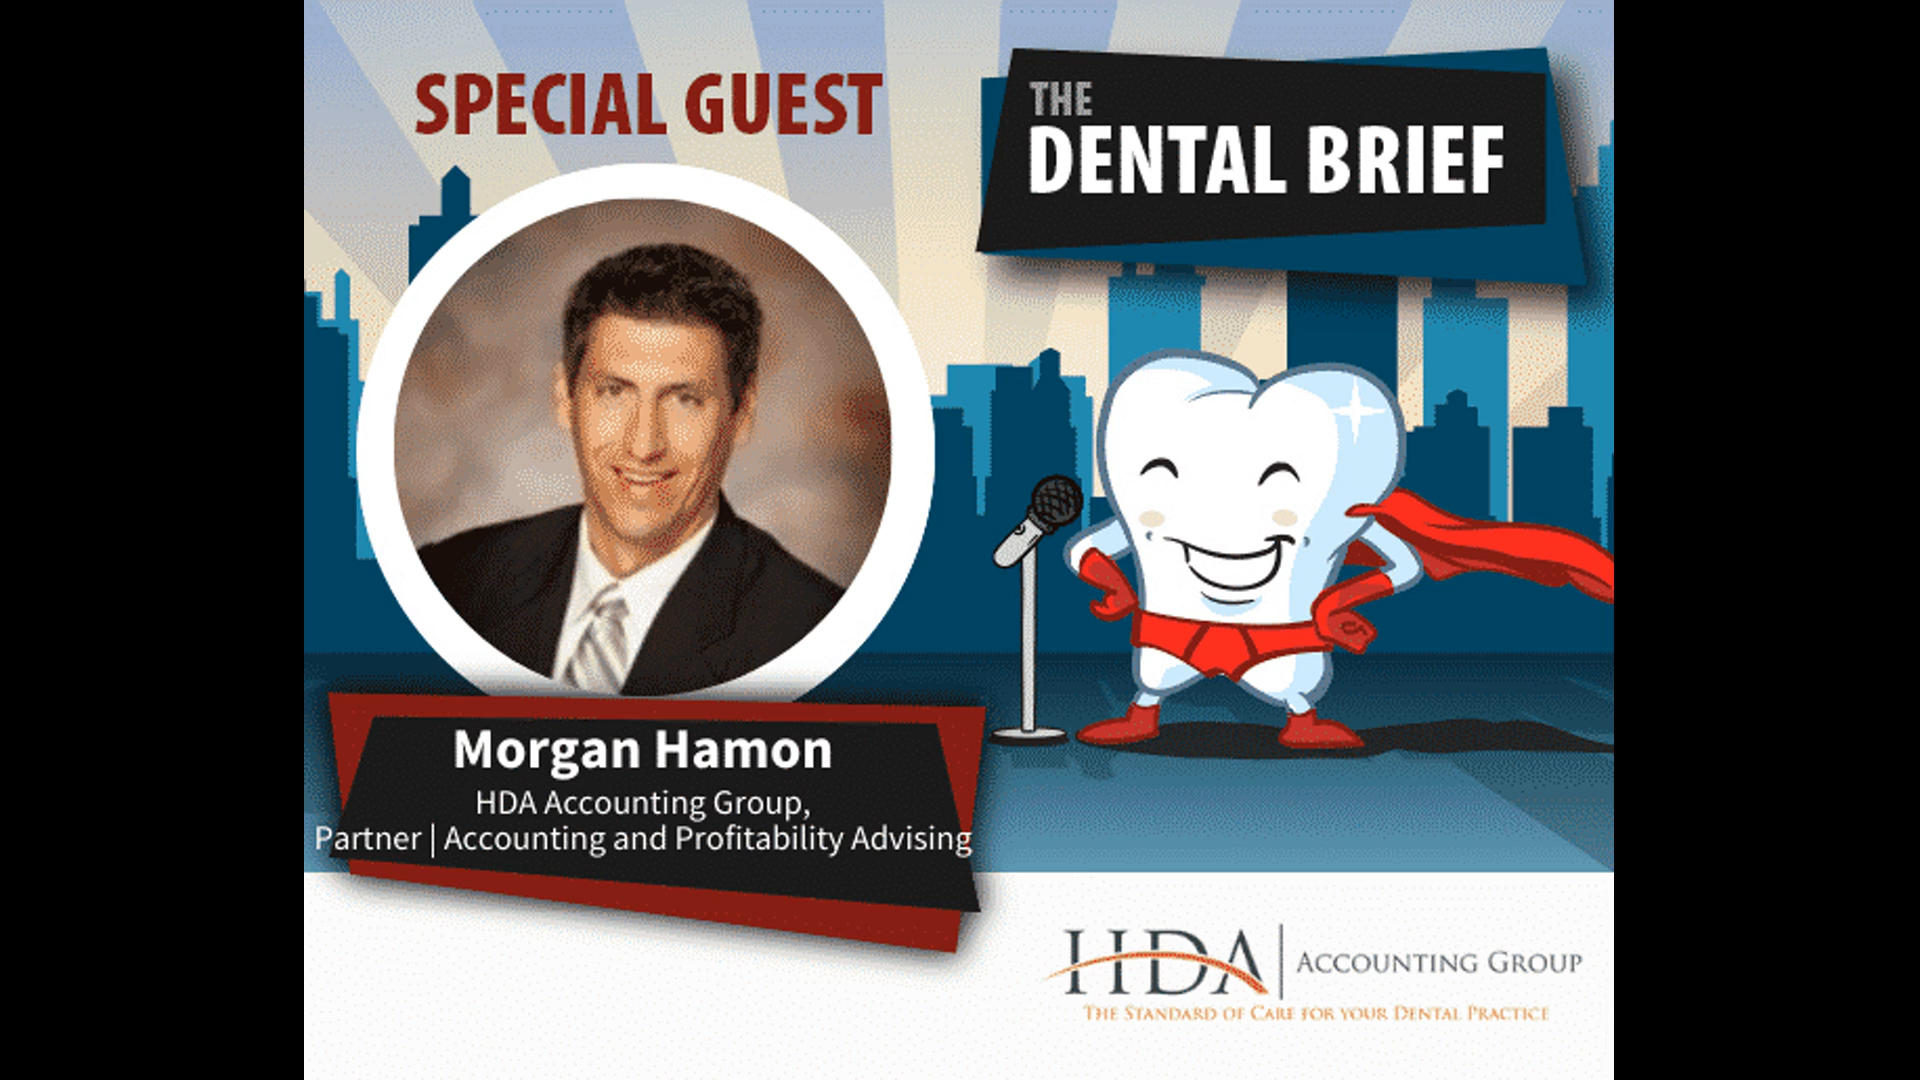 SPECIAL GUEST
THE
DENTAL BRIEF
Morgan Hamon
HDA Accounting Group,
Partner | Accounting and Profitability Advising
HDA | ACCOUNTING GROUP
THE STANDARD OF CARE FOR YOUR DENTAL PRACTICE